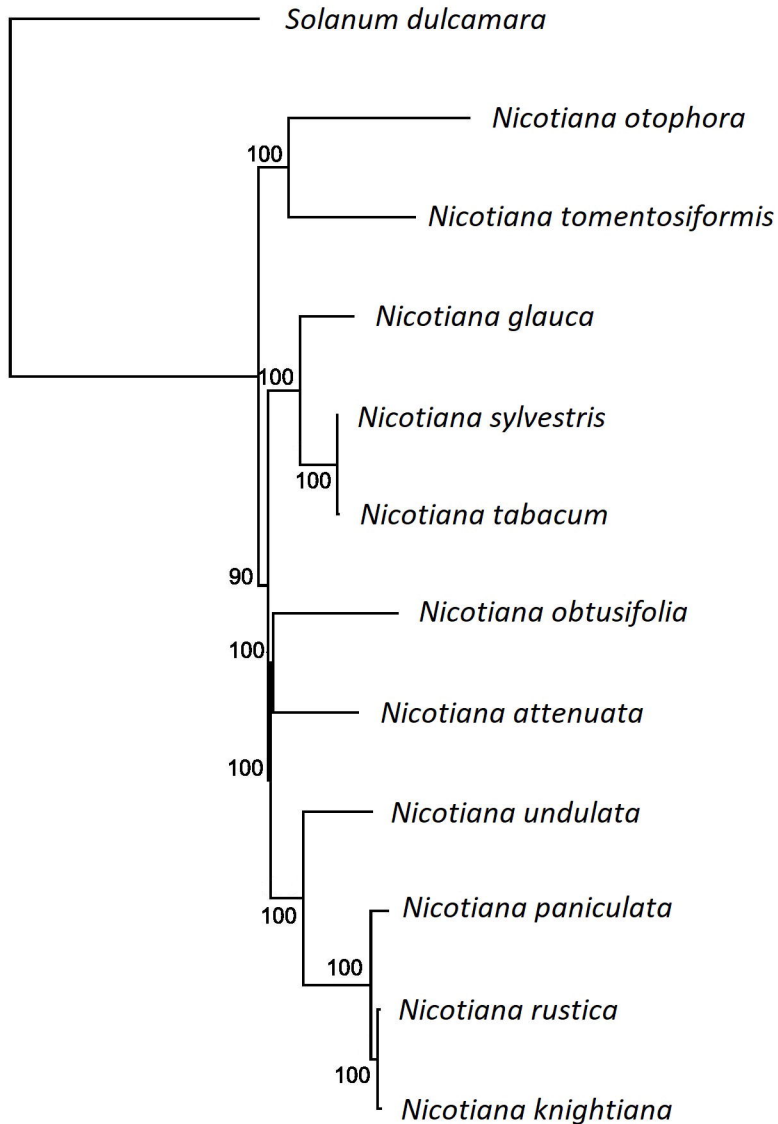 Solanum dulcamara
Nicotiana otophora
100
Nicotiana tomentosiformis
Nicotiana glauca
100
Nicotiana sylvestris
100
Nicotiana tabacum
90
Nicotiana obtusifolia
100
Nicotiana attenuata
100
Nicotiana undulata
Nicotiana paniculata
100
100
Nicotiana rustica
100
Nicotiana knightiana